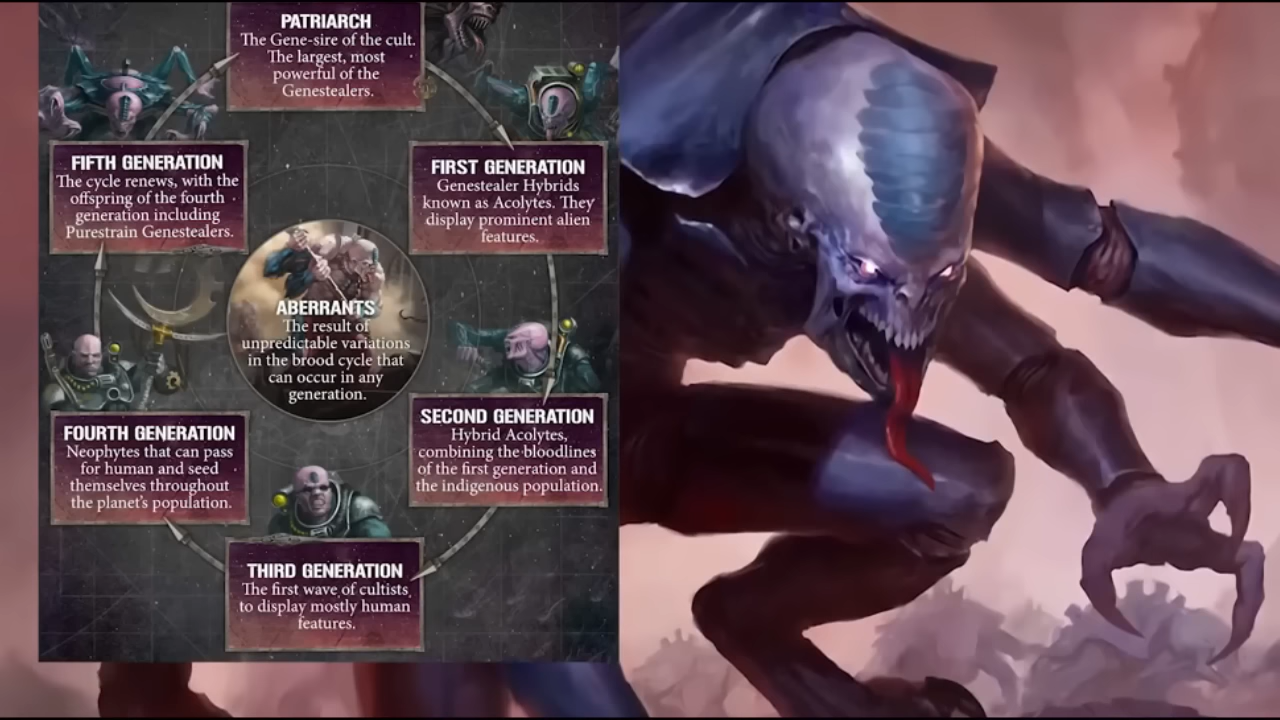 PATRIARCH
The Gene-sire of the cult.
The largest, most
powerful of the
Genestealers.
FIRST GENERATION
Genestealer Hybrids
known as Acolytes. They
display prominent alien
features.
SECOND GENERATION
Hybrid Acolytes,
combining the bloodlines
of the first generation and
the indigenous population.
THIRD GENERATION
The first wave of cultists
to display mostly human
features.
FOURTH GENERATION
Neophytes that can pass
for human and seed
themselves throughout
the planet's population.
FIFTH GENERATION
The cycle renews, with the
offspring of the fourth
generation including
Purestrain Genestealers.
ABERRANTS
The result of
unpredictable variations
in the brood cycle that
can occur in any
generation.